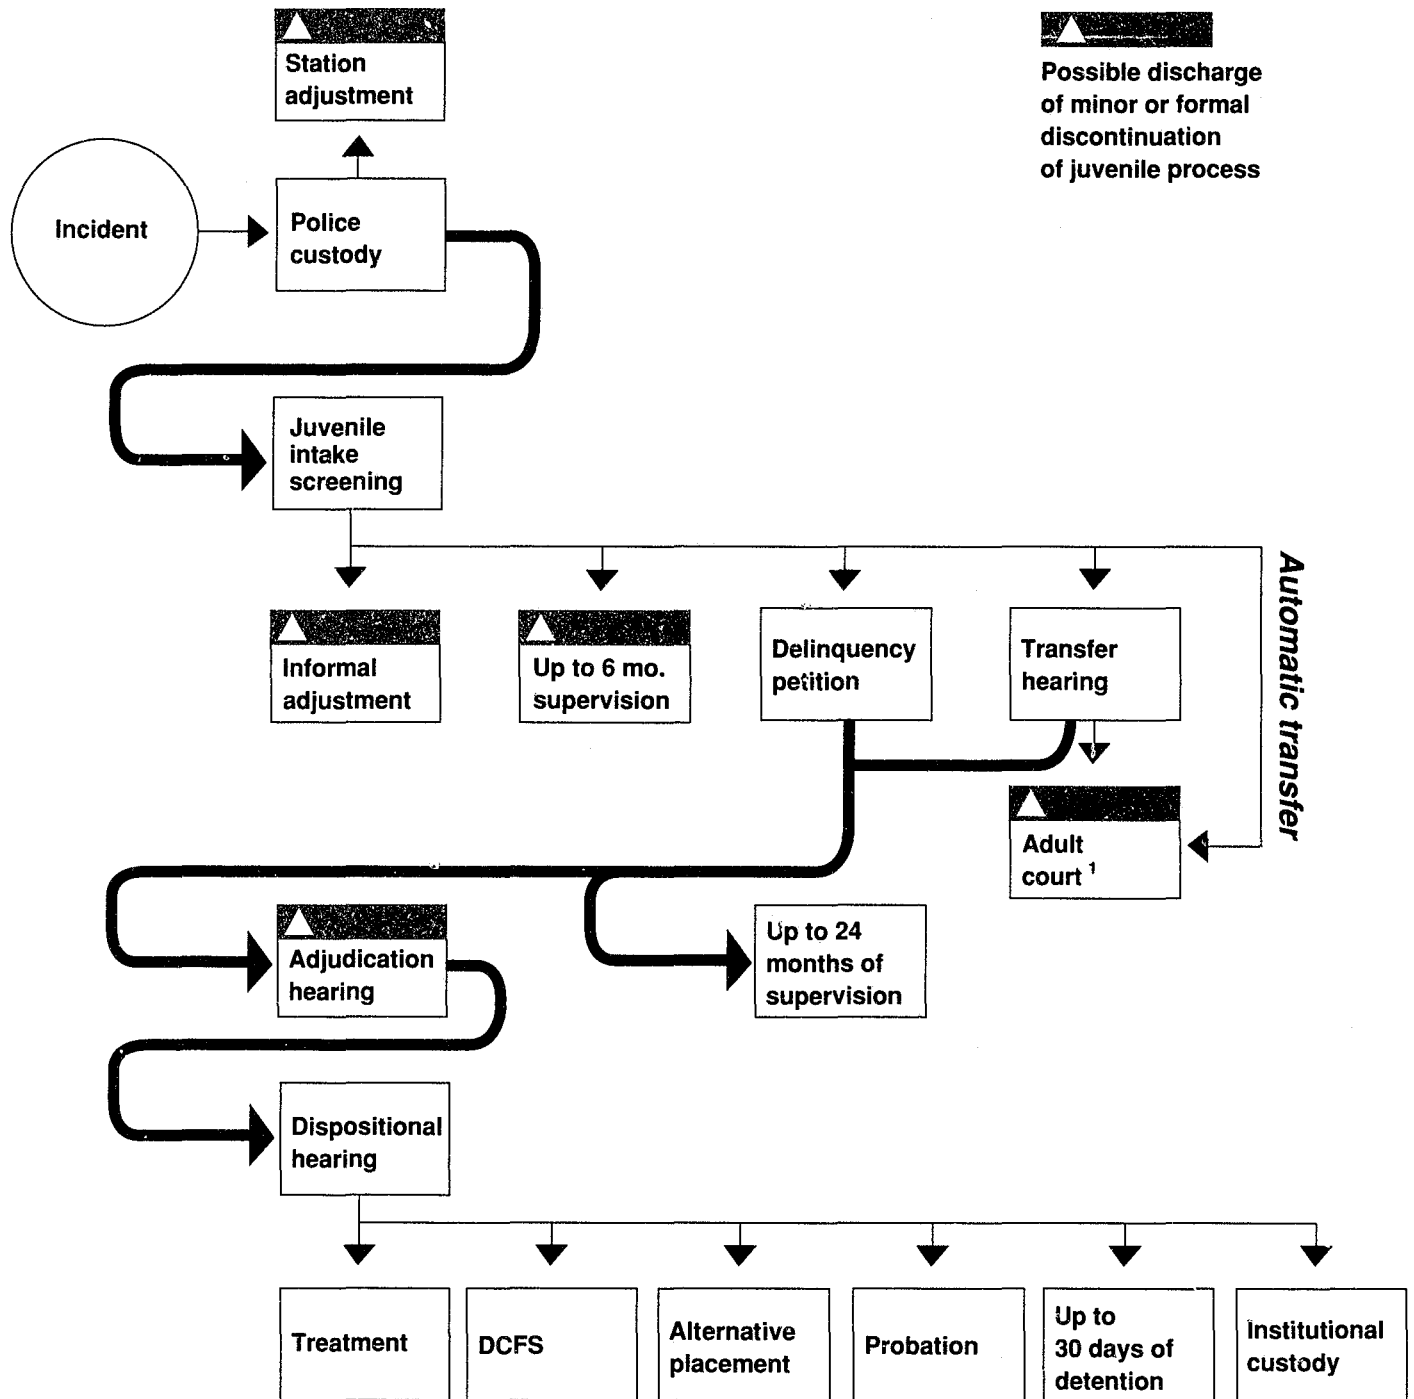 Station
adjustment
Possible discharge
of minor or formal
discontinuation
of juvenile process
Incident
Police
custody
Juvenile
intake
screening
Automatic transfer
Informal
adjustment
Up to 6 mo.
supervision
Delinquency
petition
Transfer
hearing
Adult
court 1
Adjudication
hearing
Up to 24
months of
supervision
Dispositional
hearing
Treatment
DCFS
Alternative
placement
Probation
Up to
30 days of
detention
Institutional
custody